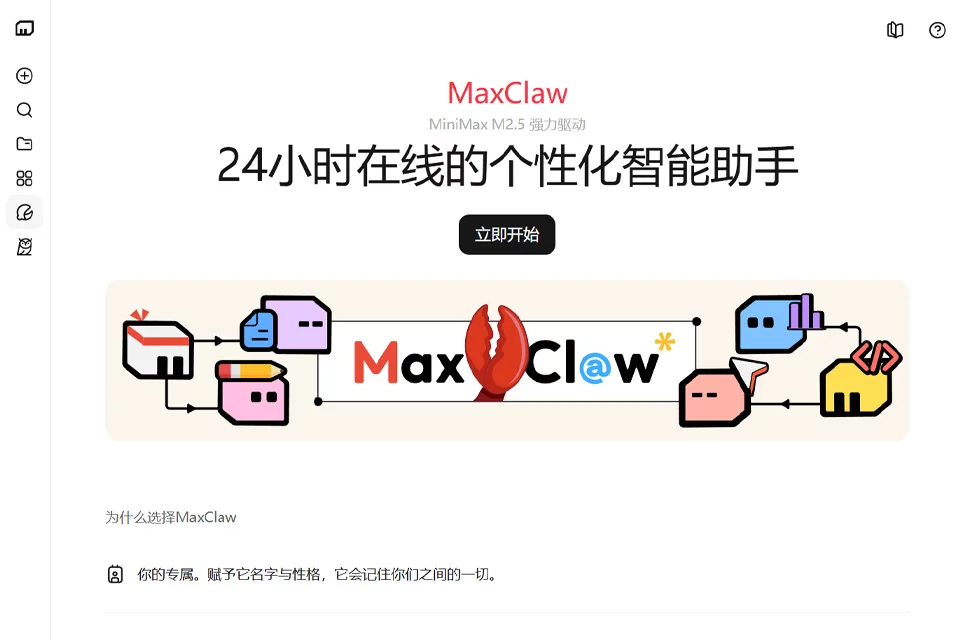 MaxClaw
MiniMax M2.5 强力驱动
24小时在线的个性化智能助手
立即开始
Max Cl@w*
</>
为什么选择MaxClaw
你的专属。赋予它名字与性格，它会记住你们之间的一切。